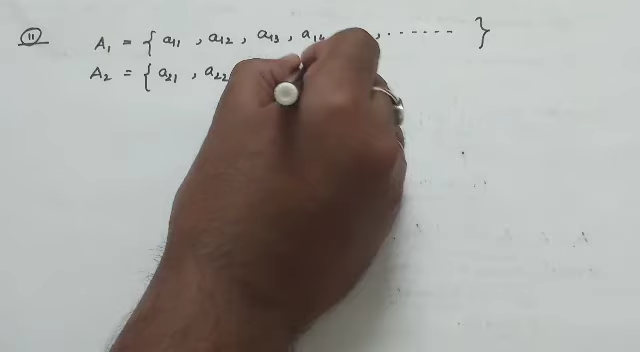 11 A₁ = { a₁₁ , a₁₂ , a₁₃ , a₁₄ , ...... }
A₂ = { a₂₁ , a₂₂